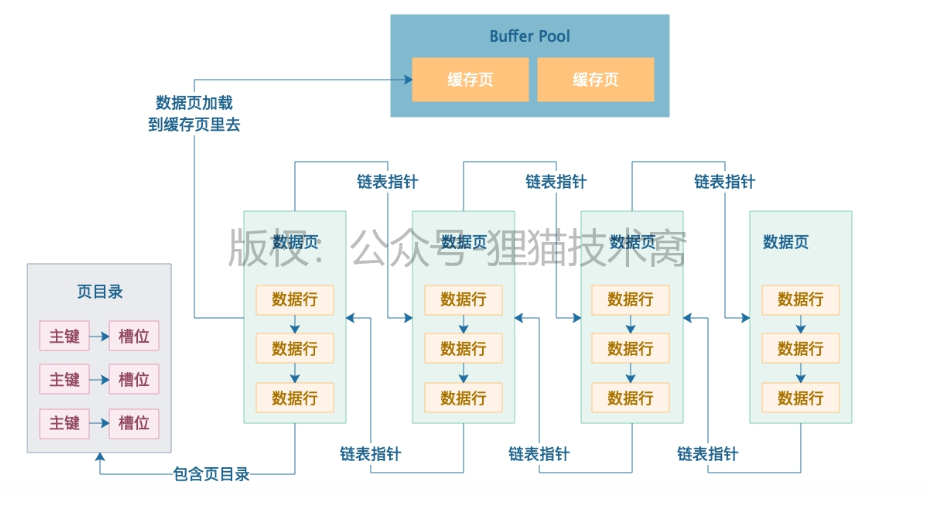 Buffer Pool
缓存页
缓存页
数据页加载
到缓存页里去
链表指针
链表指针
链表指针
数据页
数据页
数据页
数据页
版权：公众号-狸猫技术窝
页目录
主键
槽位
主键
槽位
主键
槽位
数据行
数据行
数据行
数据行
数据行
数据行
数据行
数据行
数据行
数据行
数据行
数据行
链表指针
链表指针
链表指针
包含页目录